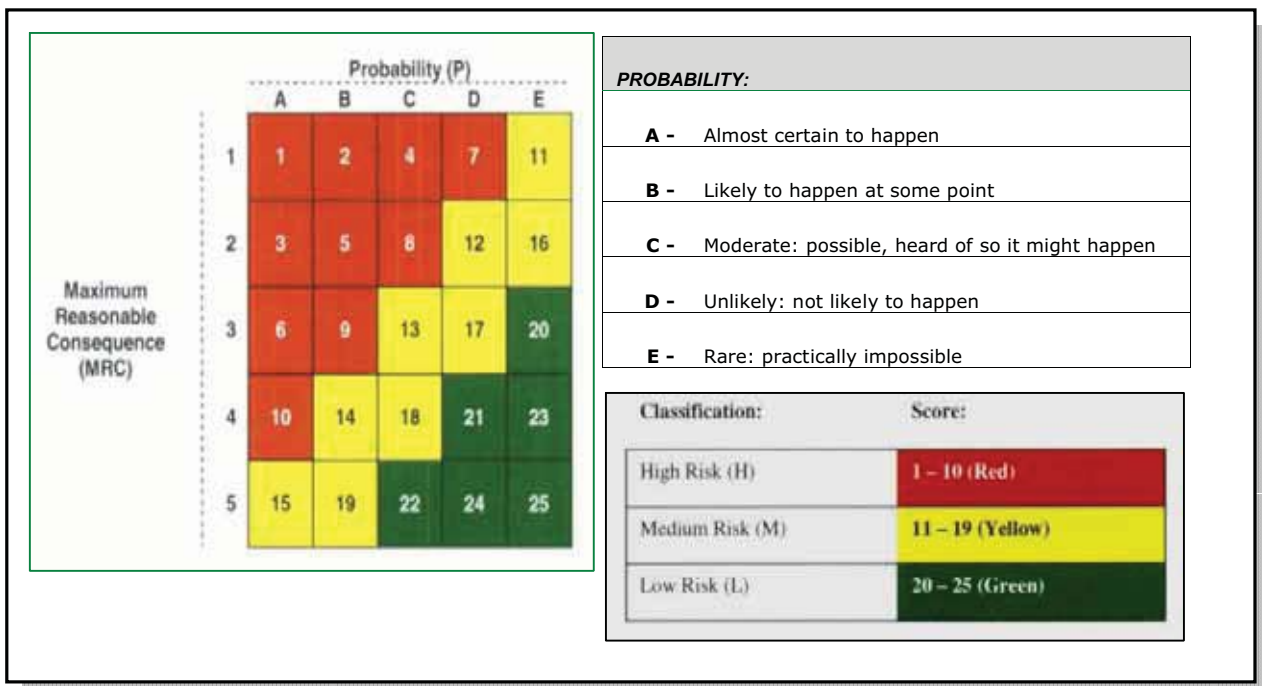 Probability (P)
A B C D E
1 1 2 4 7 11
2 3 5 8 12 16
Maximum
Reasonable
Consequence
(MRC)
3 6 9 13 17 20
4 10 14 18 21 23
5 15 19 22 24 25
PROBABILITY:
A - Almost certain to happen
B - Likely to happen at some point
C - Moderate: possible, heard of so it might happen
D - Unlikely: not likely to happen
E - Rare: practically impossible
Classification: Score:
High Risk (H) 1 – 10 (Red)
Medium Risk (M) 11 – 19 (Yellow)
Low Risk (L) 20 – 25 (Green)